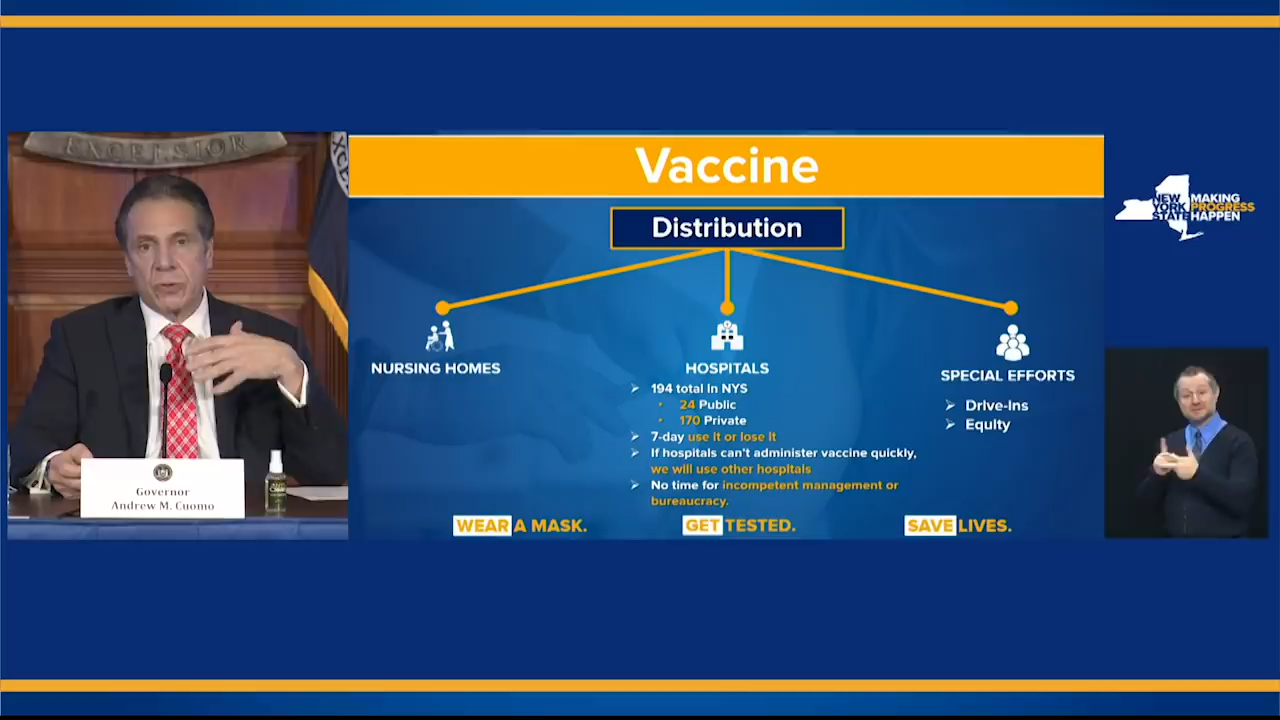 EXCELSIOR
Governor
Andrew M. Cuomo
Vaccine
Distribution
NURSING HOMES
HOSPITALS
➢ 194 total in NYS
• 24 Public
• 170 Private
➢ 7-day use it or lose it
➢ If hospitals can't administer vaccine quickly,
we will use other hospitals
➢ No time for incompetent management or
bureaucracy.
SPECIAL EFFORTS
➢ Drive-Ins
➢ Equity
WEAR A MASK.
GET TESTED.
SAVE LIVES.
NEW
YORK
STATE
MAKING
PROGRESS
HAPPEN